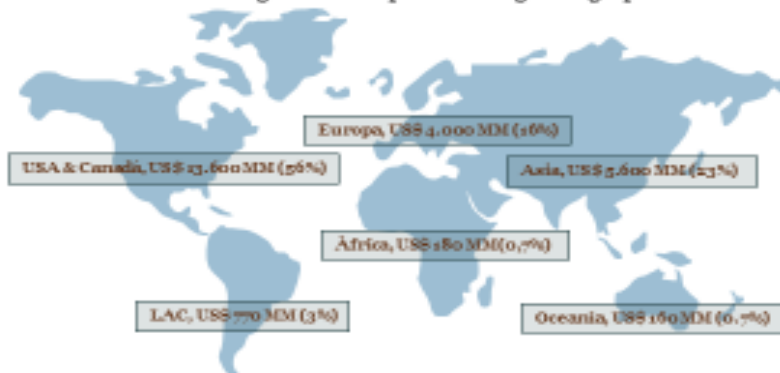 Europa, US$ 4.000 MM (16%)
USA & Canadá, US$ 13.600 MM (56%)
Asia, US$ 5.600 MM (23%)
África, US$ 180 MM(0,7%)
LAC, US$ 770 MM (3%)
Oceania, US$ 160 MM (0.7%)